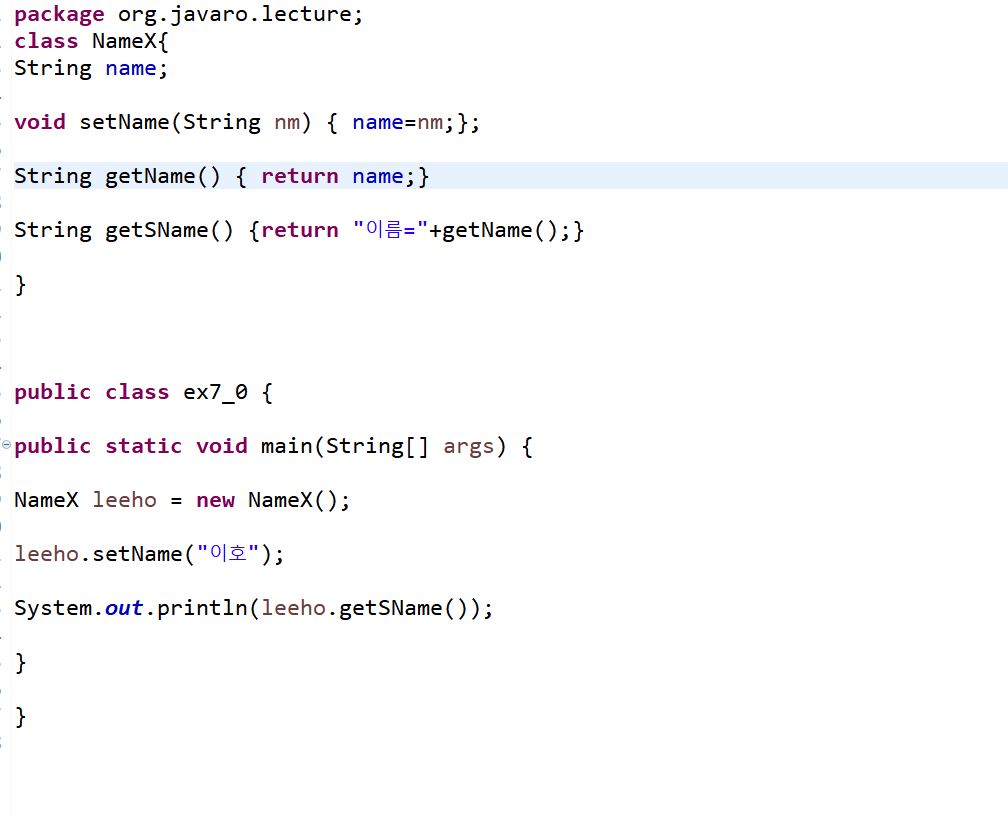 package org.javaro.lecture;
class NameX{
String name;
void setName(String nm) { name=nm;};
String getName() { return name;}
String getSName() {return "이름="+getName();}
}
public class ex7_0 {
public static void main(String[] args) {
NameX leeho = new NameX();
leeho.setName("이호");
System.out.println(leeho.getSName());
}
}